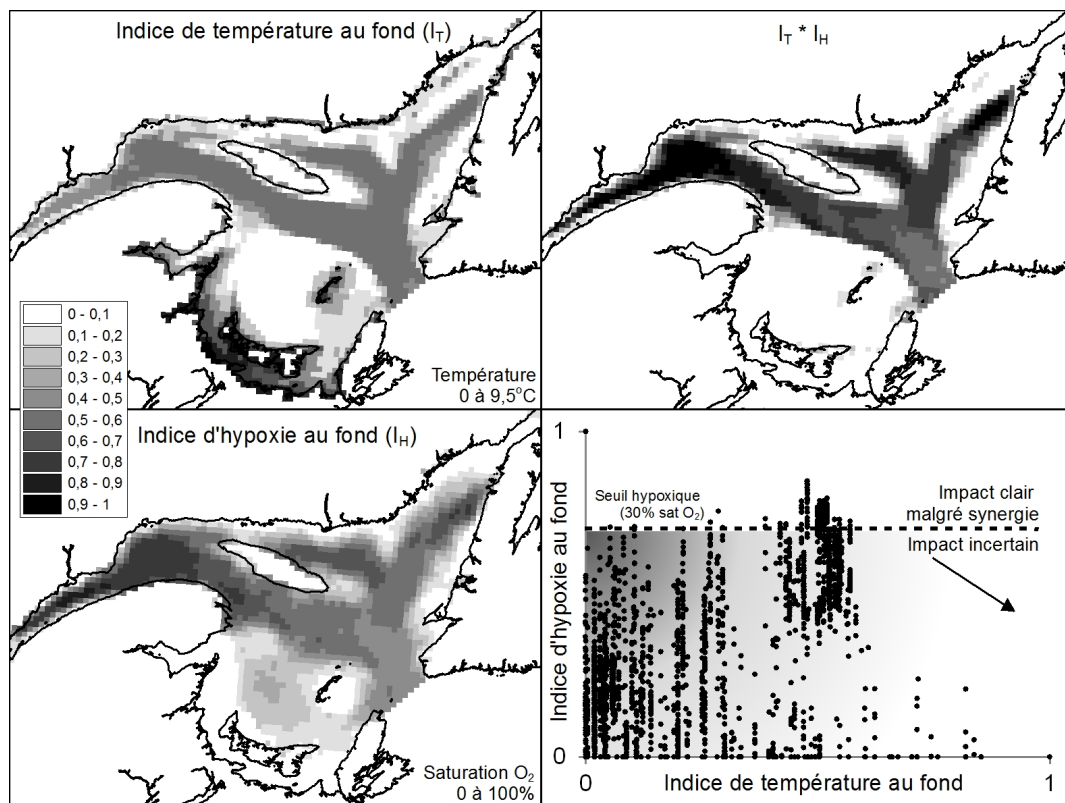 Indice de température au fond (I_T)
I_T * I_H
0 - 0,1
0,1 - 0,2
0,2 - 0,3
0,3 - 0,4
0,4 - 0,5
0,5 - 0,6
0,6 - 0,7
0,7 - 0,8
0,8 - 0,9
0,9 - 1
Température
0 à 9,5°C
Indice d'hypoxie au fond (I_H)
Saturation O₂
0 à 100%
1
Seuil hypoxique
(30% sat O₂)
Impact clair
malgré synergie
Impact incertain
Indice d'hypoxie au fond
0
0
Indice de température au fond
1